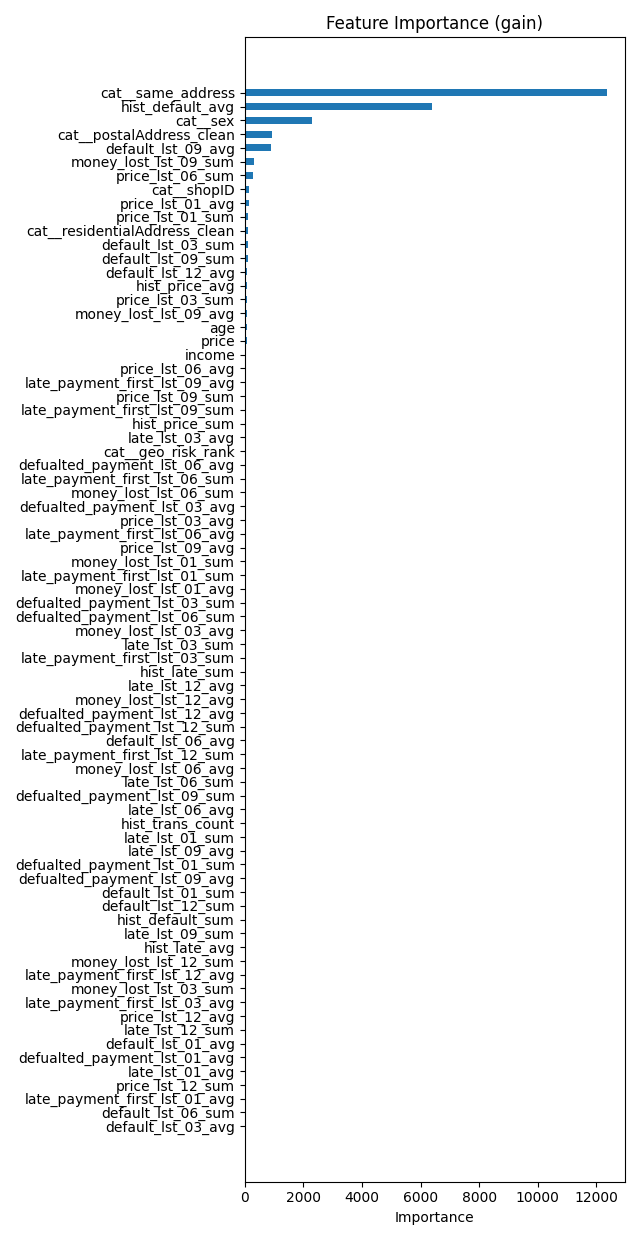 Feature Importance (gain)
cat__same_address
hist_default_avg
cat__sex
cat__postalAddress_clean
default_lst_09_avg
money_lost_lst_09_sum
price_lst_06_sum
cat__shopID
price_lst_01_avg
price_lst_01_sum
cat__residentialAddress_clean
default_lst_03_sum
default_lst_09_sum
default_lst_12_avg
hist_price_avg
price_lst_03_sum
money_lost_lst_09_avg
age
price
income
price_lst_06_avg
late_payment_first_lst_09_avg
price_lst_09_sum
late_payment_first_lst_09_sum
hist_price_sum
late_lst_03_avg
cat__geo_risk_rank
defualted_payment_lst_06_avg
late_payment_first_lst_06_sum
money_lost_lst_06_sum
defualted_payment_lst_03_avg
price_lst_03_avg
late_payment_first_lst_06_avg
price_lst_09_avg
money_lost_lst_01_sum
late_payment_first_lst_01_sum
money_lost_lst_01_avg
defualted_payment_lst_03_sum
defualted_payment_lst_06_sum
money_lost_lst_03_avg
late_lst_03_sum
late_payment_first_lst_03_sum
hist_late_sum
late_lst_12_avg
money_lost_lst_12_avg
defualted_payment_lst_12_avg
defualted_payment_lst_12_sum
default_lst_06_avg
late_payment_first_lst_12_sum
money_lost_lst_06_avg
late_lst_06_sum
defualted_payment_lst_09_sum
late_lst_06_avg
hist_trans_count
late_lst_01_sum
late_lst_09_avg
defualted_payment_lst_01_sum
defualted_payment_lst_09_avg
default_lst_01_sum
default_lst_12_sum
hist_default_sum
late_lst_09_sum
hist_late_avg
money_lost_lst_12_sum
late_payment_first_lst_12_avg
money_lost_lst_03_sum
late_payment_first_lst_03_avg
price_lst_12_avg
late_lst_12_sum
default_lst_01_avg
defualted_payment_lst_01_avg
late_lst_01_avg
price_lst_12_sum
late_payment_first_lst_01_avg
default_lst_06_sum
default_lst_03_avg
0 2000 4000 6000 8000 10000 12000
Importance